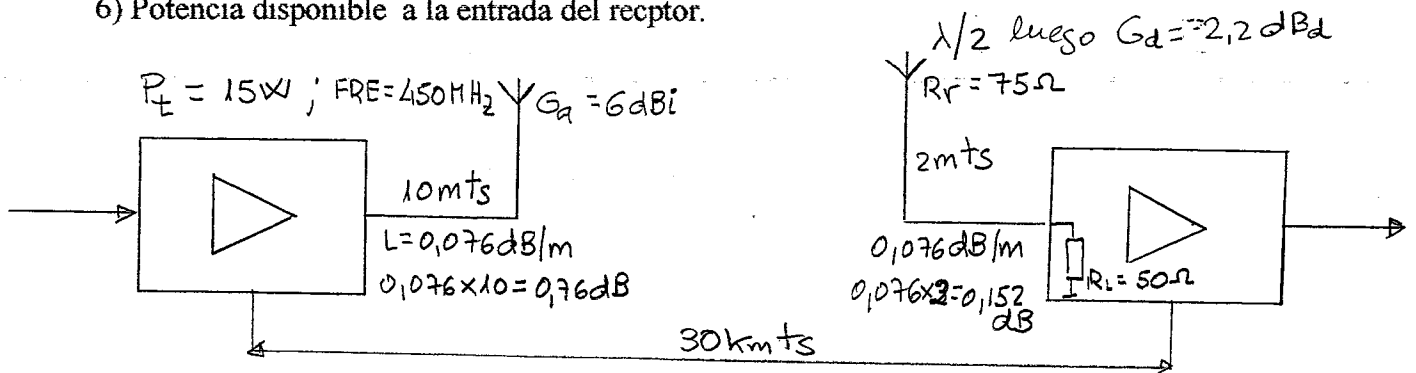 6) Potencia disponible a la entrada del recptor.
λ/2 luego Gd=-2,2dBd
Pt = 15W ; FRE=450MHz
Ga=6dBi
Rr=75Ω
10mts
2mts
L=0,076dB/m
0,076×10=0,76dB
0,076dB/m
0,076×2=0,152
dB
RL=50Ω
30kmts